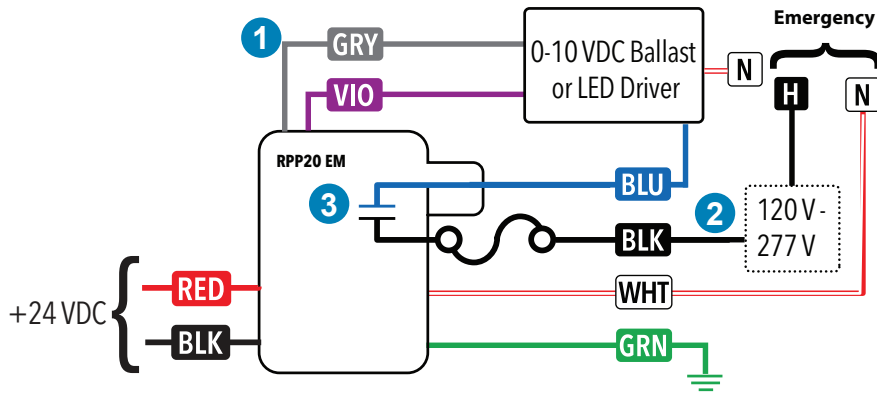 Emergency
1
GRY
0-10 VDC Ballast
or LED Driver
N
H
N
VIO
RPP20 EM
3
BLU
2
120 V -
277 V
BLK
RED
WHT
+24 VDC
BLK
GRN